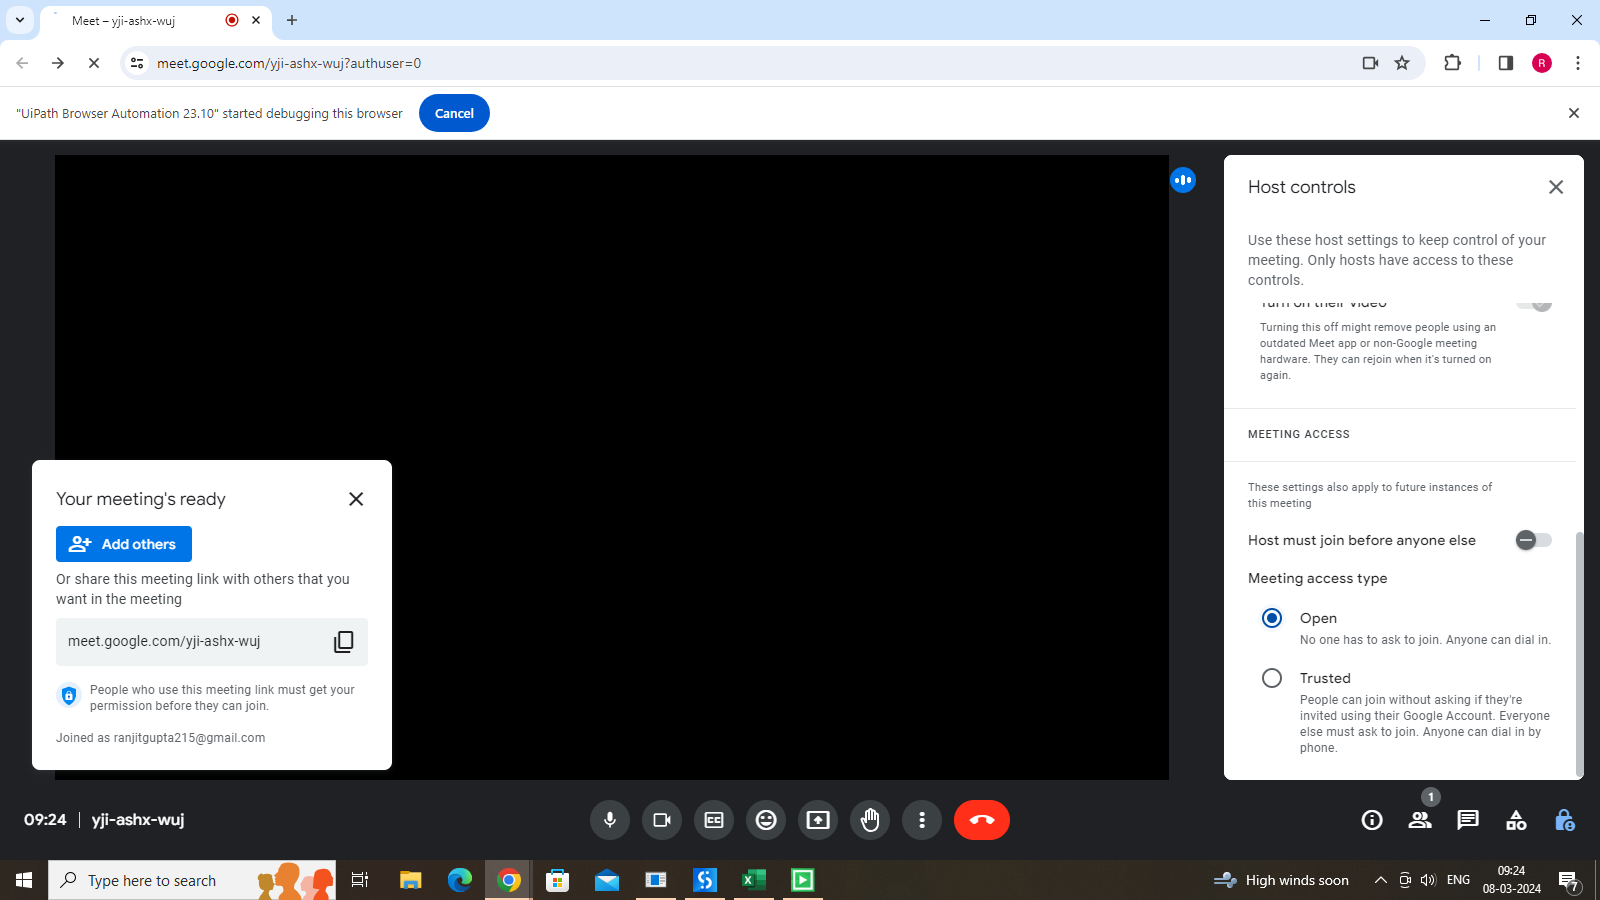 Meet – yji-ashx-wuj
meet.google.com/yji-ashx-wuj?authuser=0
R
"UiPath Browser Automation 23.10" started debugging this browser
Cancel
Host controls
Use these host settings to keep control of your
meeting. Only hosts have access to these
controls.
Turn on their video
Turning this off might remove people using an
outdated Meet app or non-Google meeting
hardware. They can rejoin when it's turned on
again.
MEETING ACCESS
These settings also apply to future instances of
this meeting
Host must join before anyone else
Meeting access type
Open
No one has to ask to join. Anyone can dial in.
Trusted
People can join without asking if they're
invited using their Google Account. Everyone
else must ask to join. Anyone can dial in by
phone.
Your meeting's ready
Add others
Or share this meeting link with others that you
want in the meeting
meet.google.com/yji-ashx-wuj
People who use this meeting link must get your
permission before they can join.
Joined as ranjitgupta215@gmail.com
09:24 | yji-ashx-wuj
1
Type here to search
High winds soon
ENG
09:24
08-03-2024
7